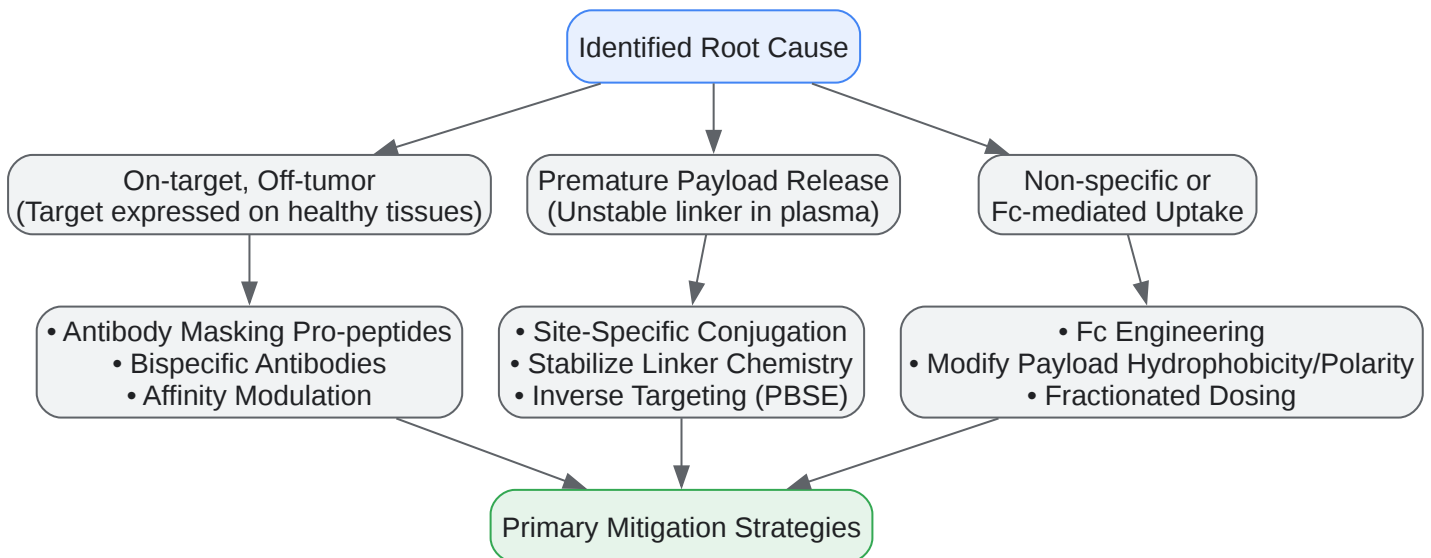 Identified Root Cause
On-target, Off-tumor
(Target expressed on healthy tissues)
Premature Payload Release
(Unstable linker in plasma)
Non-specific or
Fc-mediated Uptake
• Antibody Masking Pro-peptides
• Bispecific Antibodies
• Affinity Modulation
• Site-Specific Conjugation
• Stabilize Linker Chemistry
• Inverse Targeting (PBSE)
• Fc Engineering
• Modify Payload Hydrophobicity/Polarity
• Fractionated Dosing
Primary Mitigation Strategies